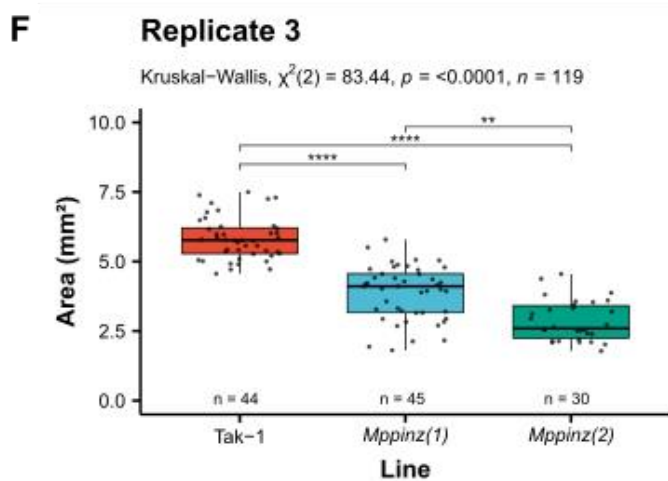 F Replicate 3
Kruskal−Wallis, χ²(2) = 83.44, p = <0.0001, n = 119
**
****
****
10.0
7.5
5.0
2.5
0.0
Area (mm²)
n = 44 n = 45 n = 30
Tak−1 Mppinz(1) Mppinz(2)
Line